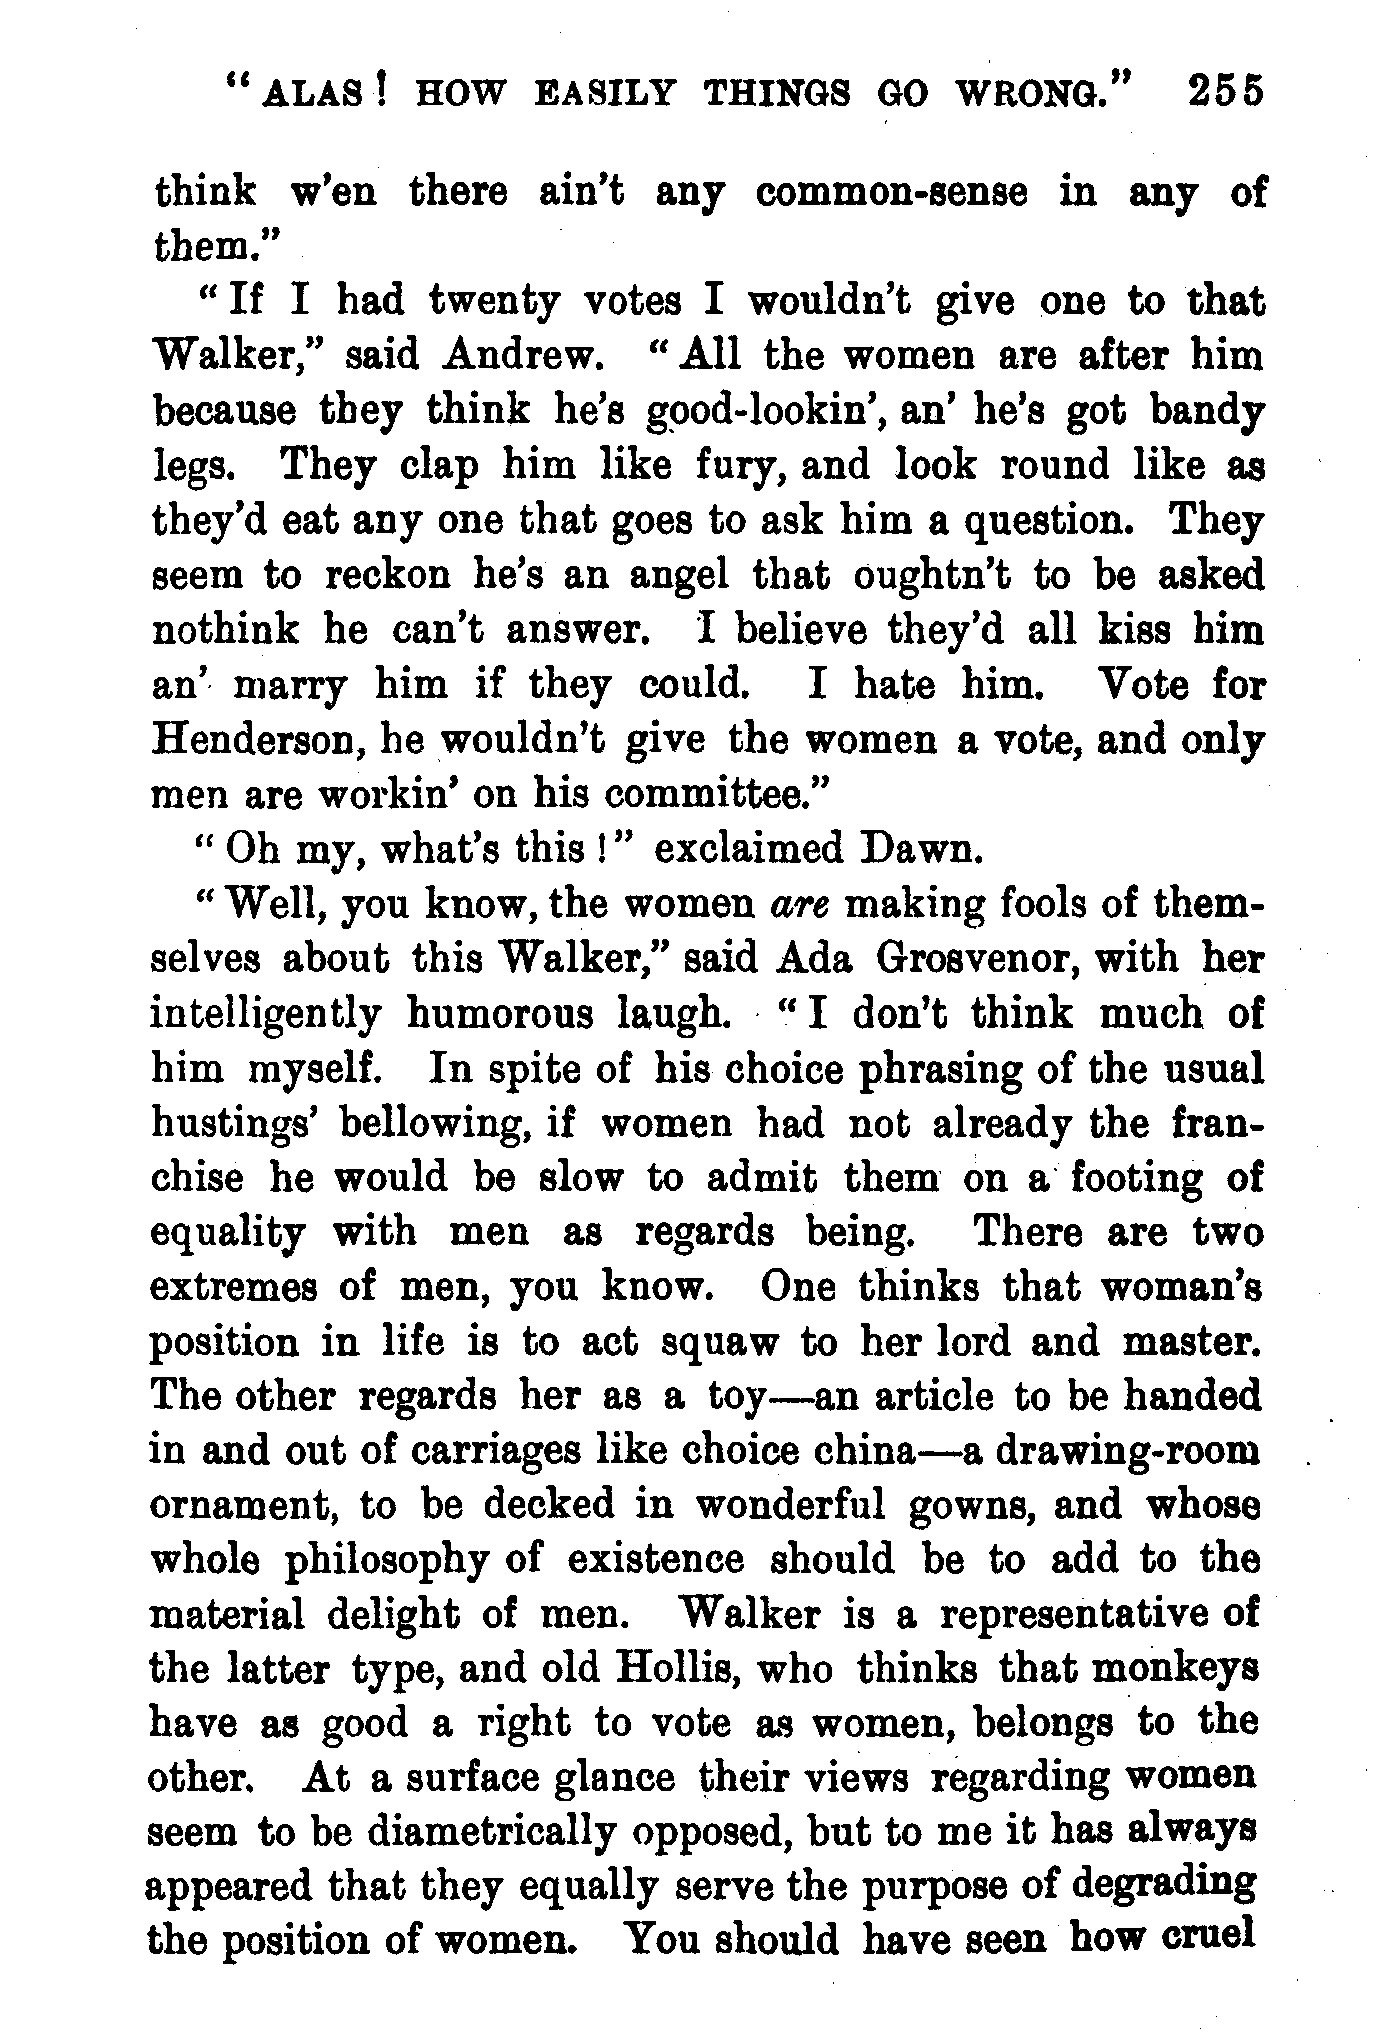 "ALAS! HOW EASILY THINGS GO WRONG." 255
think w'en there ain't any common-sense in any of
them."
"If I had twenty votes I wouldn't give one to that
Walker," said Andrew. "All the women are after him
because they think he's good-lookin', an' he's got bandy
legs. They clap him like fury, and look round like as
they'd eat any one that goes to ask him a question. They
seem to reckon he's an angel that oughtn't to be asked
nothink he can't answer. I believe they'd all kiss him
an' marry him if they could. I hate him. Vote for
Henderson, he wouldn't give the women a vote, and only
men are workin' on his committee."
"Oh my, what's this!" exclaimed Dawn.
"Well, you know, the women are making fools of them-
selves about this Walker," said Ada Grosvenor, with her
intelligently humorous laugh. "I don't think much of
him myself. In spite of his choice phrasing of the usual
hustings' bellowing, if women had not already the fran-
chise he would be slow to admit them on a footing of
equality with men as regards being. There are two
extremes of men, you know. One thinks that woman's
position in life is to act squaw to her lord and master.
The other regards her as a toy—an article to be handed
in and out of carriages like choice china—a drawing-room
ornament, to be decked in wonderful gowns, and whose
whole philosophy of existence should be to add to the
material delight of men. Walker is a representative of
the latter type, and old Hollis, who thinks that monkeys
have as good a right to vote as women, belongs to the
other. At a surface glance their views regarding women
seem to be diametrically opposed, but to me it has always
appeared that they equally serve the purpose of degrading
the position of women. You should have seen how cruel